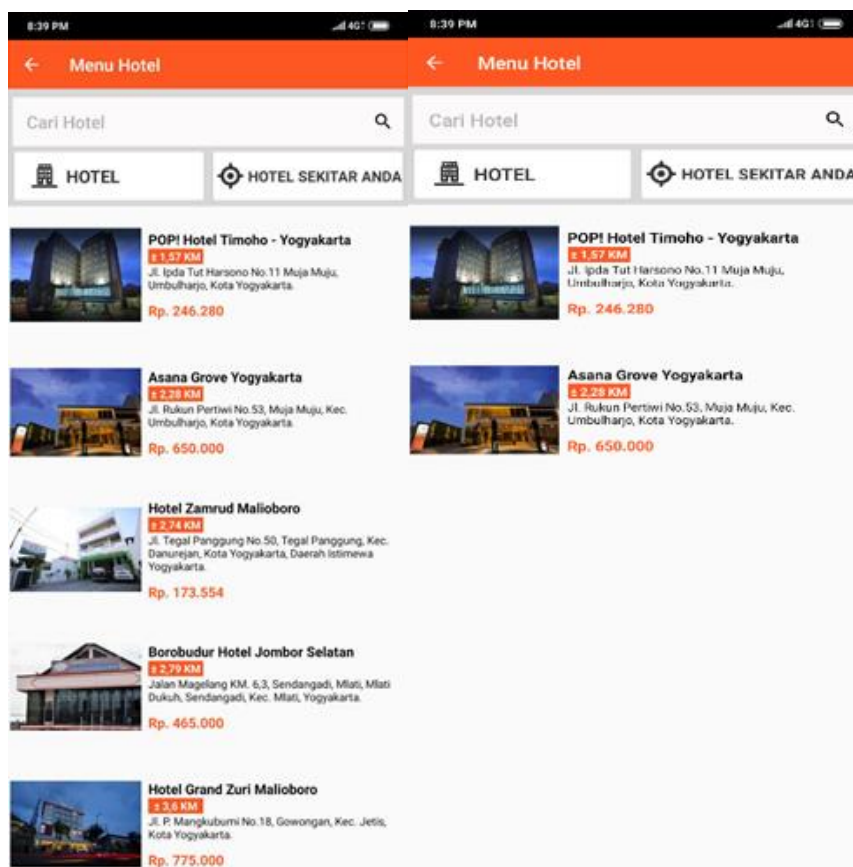 8:39 PM
4G
Menu Hotel
Cari Hotel
HOTEL
HOTEL SEKITAR ANDA
POP! Hotel Timoho - Yogyakarta
± 1,57 KM
Jl. Ipda Tut Harsono No.11 Muja Muju,
Umbulharjo, Kota Yogyakarta.
Rp. 246.280
Asana Grove Yogyakarta
± 2,28 KM
Jl. Rukun Pertiwi No.53, Muja Muju, Kec.
Umbulharjo, Kota Yogyakarta.
Rp. 650.000
Hotel Zamrud Malioboro
± 2,74 KM
Jl. Tegal Panggung No.50, Tegal Panggung, Kec.
Danurejan, Kota Yogyakarta, Daerah Istimewa
Yogyakarta.
Rp. 173.554
Borobudur Hotel Jombor Selatan
± 2,79 KM
Jalan Magelang KM. 6,3, Sendangadi, Mlati, Mlati
Dukuh, Sendangadi, Kec. Mlati, Yogyakarta.
Rp. 465.000
Hotel Grand Zuri Malioboro
± 3,6 KM
Jl. P. Mangkubumi No.18, Gowongan, Kec. Jetis,
Kota Yogyakarta.
Rp. 775.000
8:39 PM
4G
Menu Hotel
Cari Hotel
HOTEL
HOTEL SEKITAR ANDA
POP! Hotel Timoho - Yogyakarta
± 1,57 KM
Jl. Ipda Tut Harsono No.11 Muja Muju,
Umbulharjo, Kota Yogyakarta.
Rp. 246.280
Asana Grove Yogyakarta
± 2,28 KM
Jl. Rukun Pertiwi No.53, Muja Muju, Kec.
Umbulharjo, Kota Yogyakarta.
Rp. 650.000